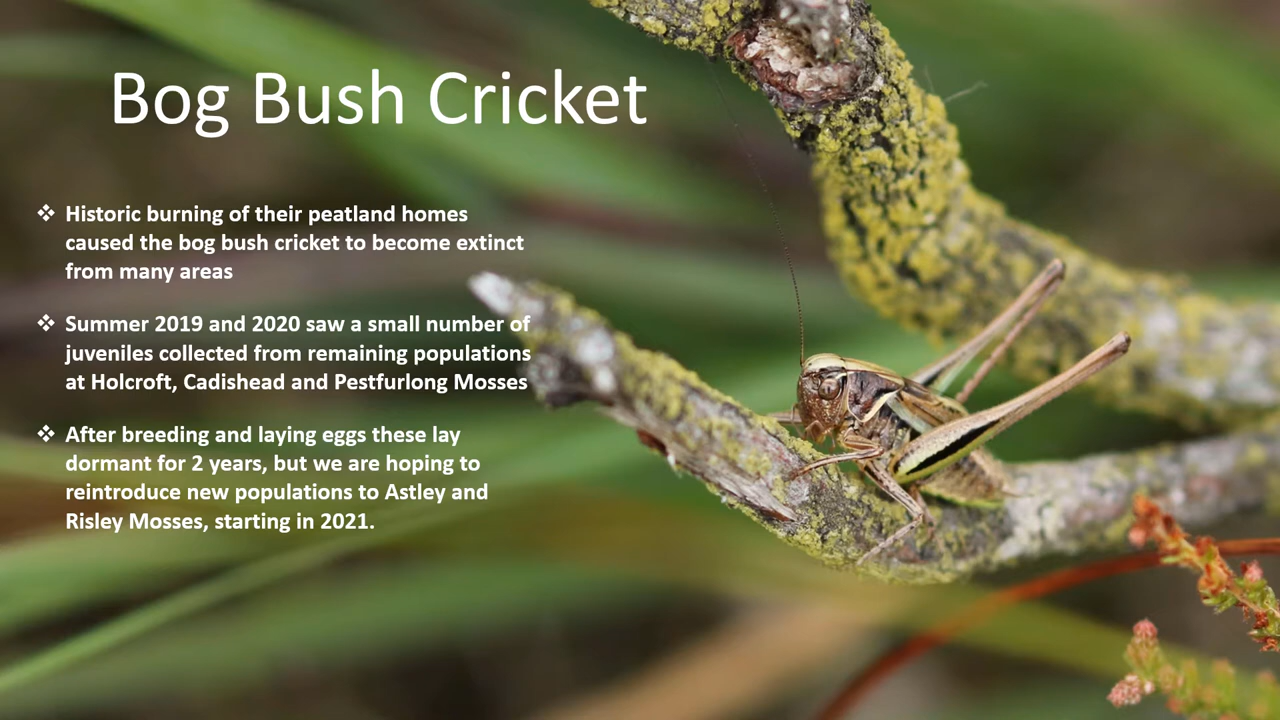 Bog Bush Cricket
❖ Historic burning of their peatland homes
caused the bog bush cricket to become extinct
from many areas
❖ Summer 2019 and 2020 saw a small number of
juveniles collected from remaining populations
at Holcroft, Cadishead and Pestfurlong Mosses
❖ After breeding and laying eggs these lay
dormant for 2 years, but we are hoping to
reintroduce new populations to Astley and
Risley Mosses, starting in 2021.